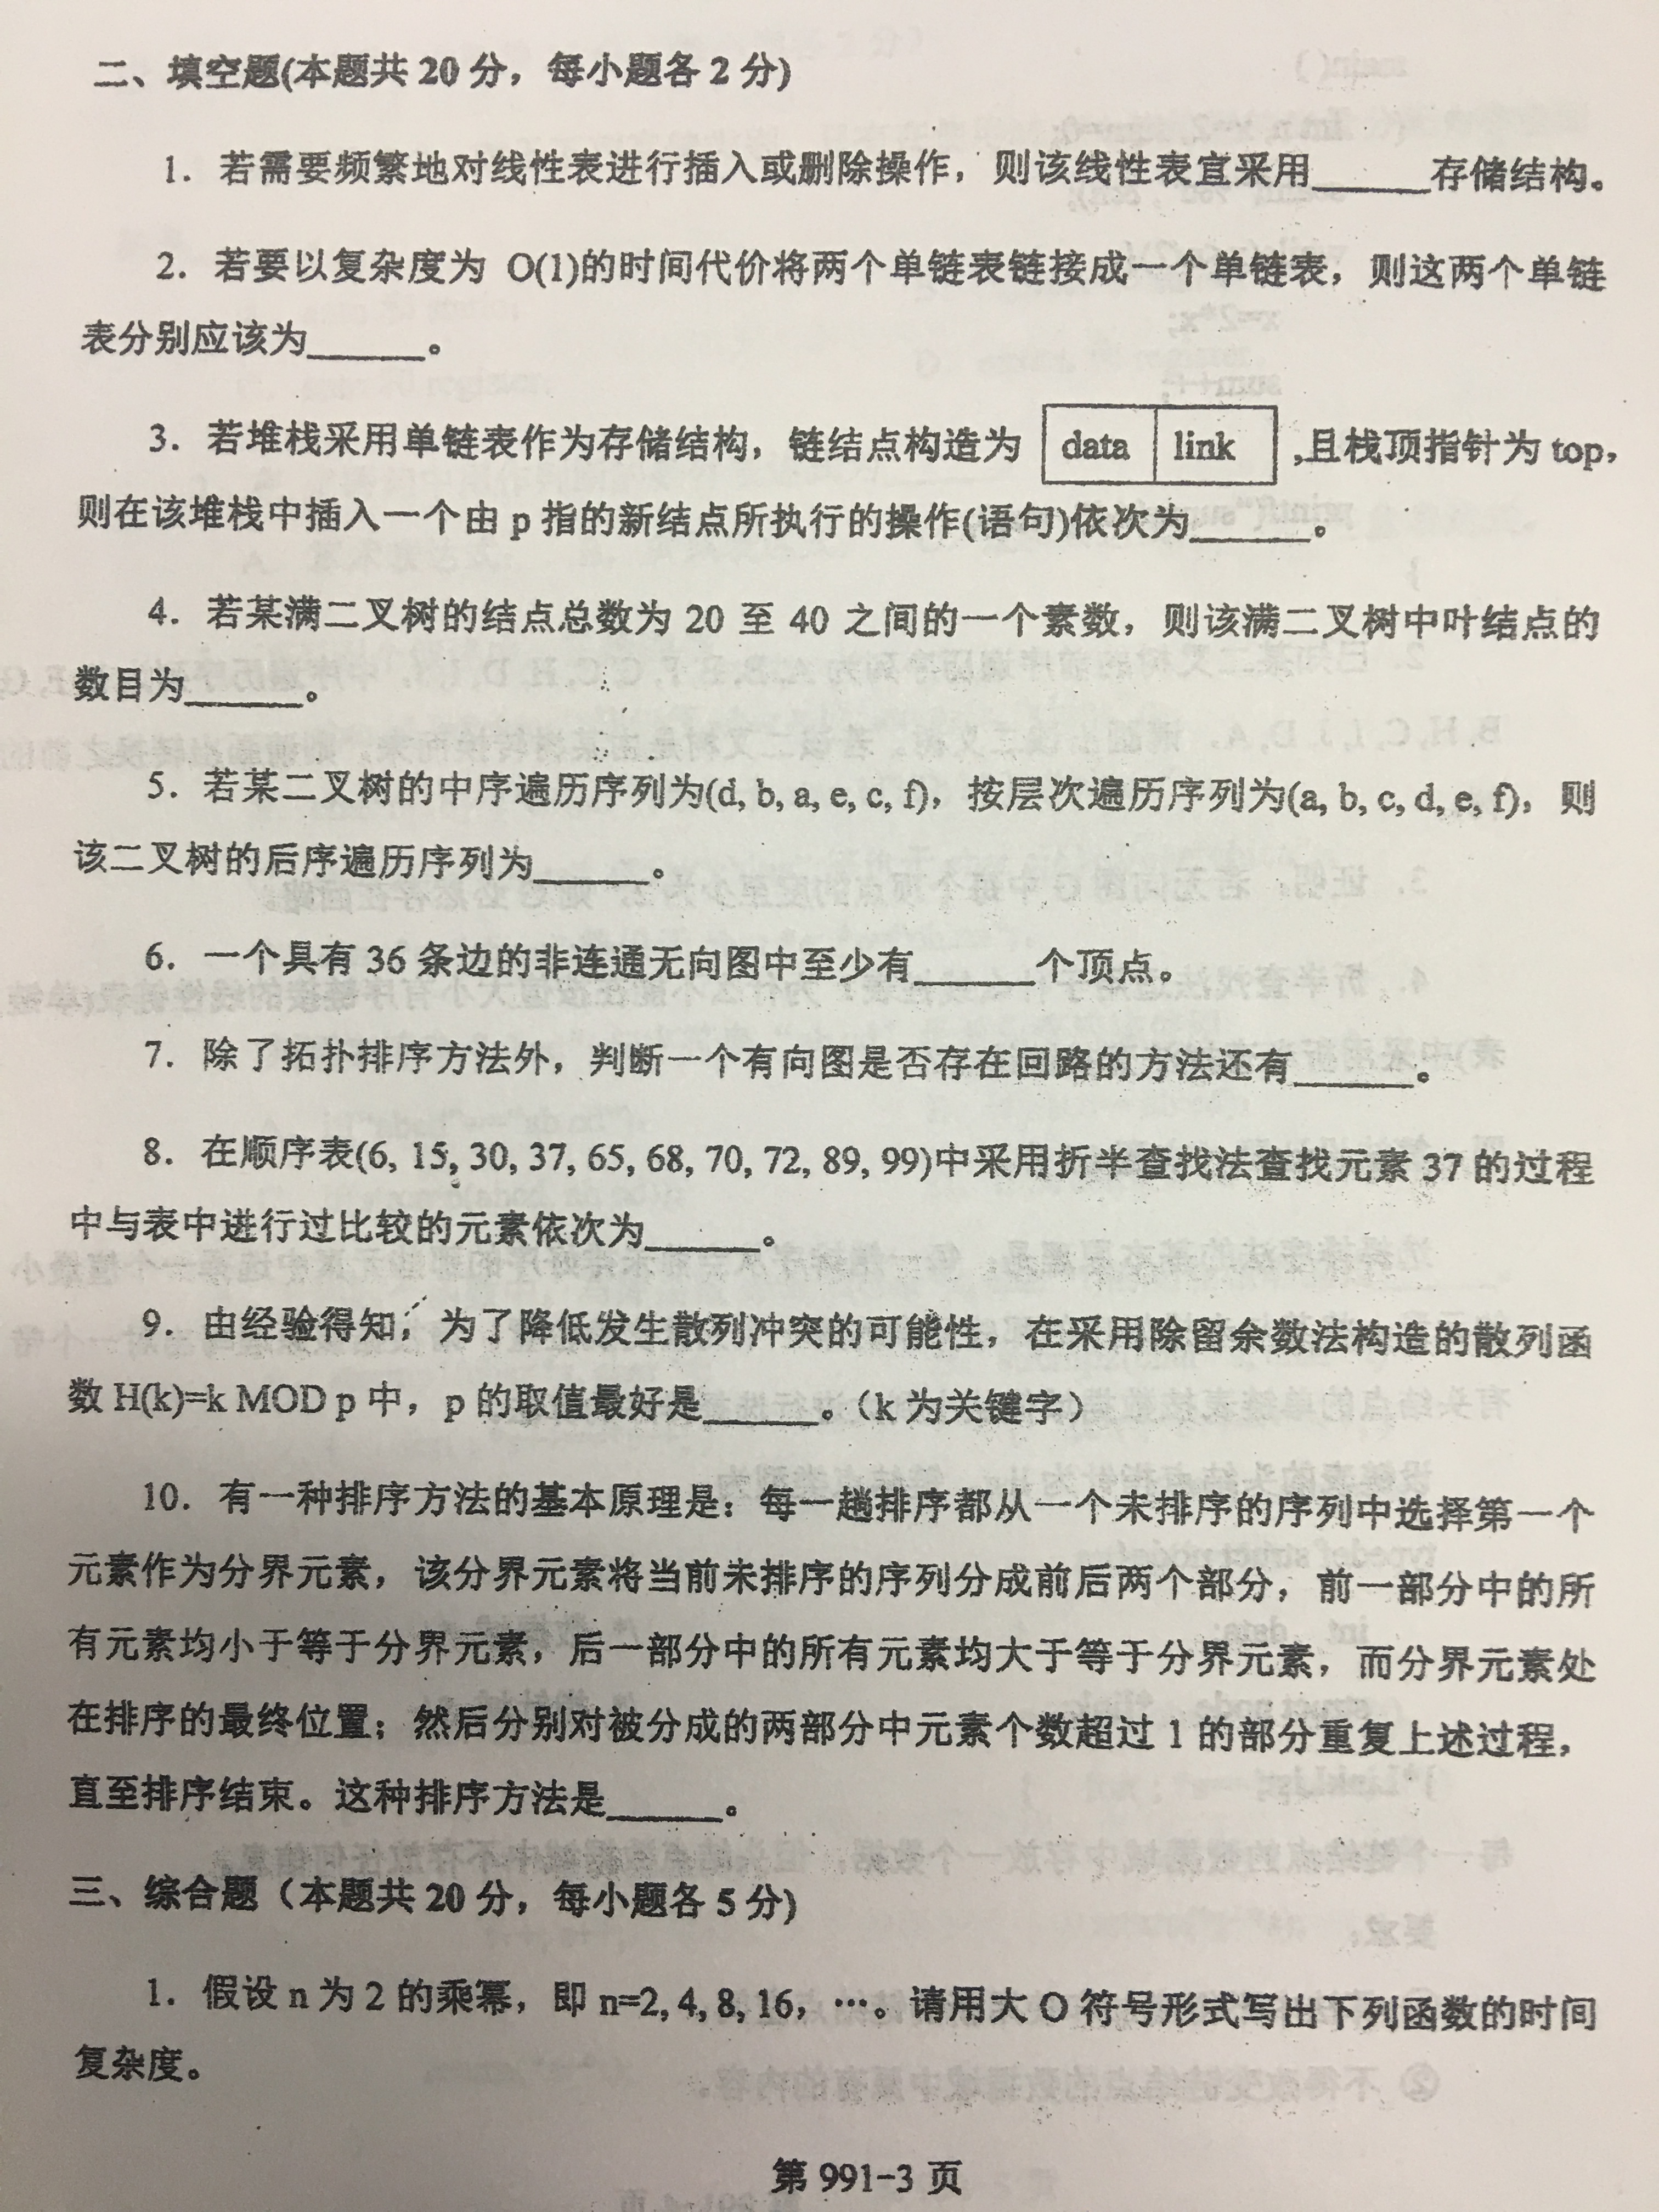 二、填空题(本题共20分，每小题各2分)
1．若需要频繁地对线性表进行插入或删除操作，则该线性表宜采用______存储结构。
2．若要以复杂度为 O(1)的时间代价将两个单链表链接成一个单链表，则这两个单链
表分别应该为______。
3．若堆栈采用单链表作为存储结构，链结点构造为 data link ,且栈顶指针为 top，
则在该堆栈中插入一个由 p 指的新结点所执行的操作(语句)依次为______。
4．若某满二叉树的结点总数为 20 至 40 之间的一个素数，则该满二叉树中叶结点的
数目为______。
5．若某二叉树的中序遍历序列为(d, b, a, e, c, f)，按层次遍历序列为(a, b, c, d, e, f)，则
该二叉树的后序遍历序列为______。
6．一个具有 36 条边的非连通无向图中至少有______个顶点。
7．除了拓扑排序方法外，判断一个有向图是否存在回路的方法还有______。
8．在顺序表(6, 15, 30, 37, 65, 68, 70, 72, 89, 99)中采用折半查找法查找元素 37 的过程
中与表中进行过比较的元素依次为______。
9．由经验得知，为了降低发生散列冲突的可能性，在采用除留余数法构造的散列函
数 H(k)=k MOD p 中，p 的取值最好是______。（k 为关键字）
10．有一种排序方法的基本原理是：每一趟排序都从一个未排序的序列中选择第一个
元素作为分界元素，该分界元素将当前未排序的序列分成前后两个部分，前一部分中的所
有元素均小于等于分界元素，后一部分中的所有元素均大于等于分界元素，而分界元素处
在排序的最终位置；然后分别对被分成的两部分中元素个数超过 1 的部分重复上述过程，
直至排序结束。这种排序方法是______。
三、综合题（本题共 20 分，每小题各 5 分)
1．假设 n 为 2 的乘幂，即 n=2, 4, 8, 16，…。请用大 O 符号形式写出下列函数的时间
复杂度。
第 991-3 页